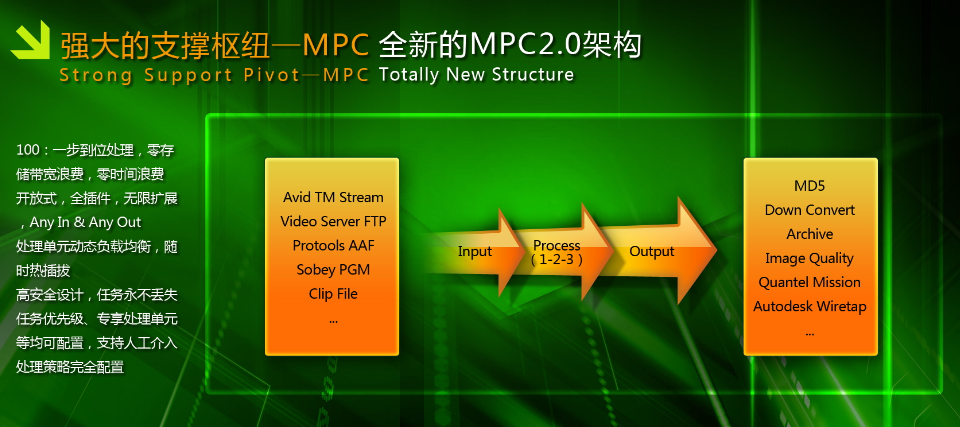 强大的支撑枢纽—MPC 全新的MPC2.0架构
Strong Support Pivot—MPC Totally New Structure
100：一步到位处理，零存
储带宽浪费，零时间浪费
开放式，全插件，无限扩展
，Any In & Any Out
处理单元动态负载均衡，随
时热插拔
高安全设计，任务永不丢失
任务优先级、专享处理单元
等均可配置，支持人工介入
处理策略完全配置
Avid TM Stream
Video Server FTP
Protools AAF
Sobey PGM
Clip File
...
Input
Process
（1-2-3）
Output
MD5
Down Convert
Archive
Image Quality
Quantel Mission
Autodesk Wiretap
...